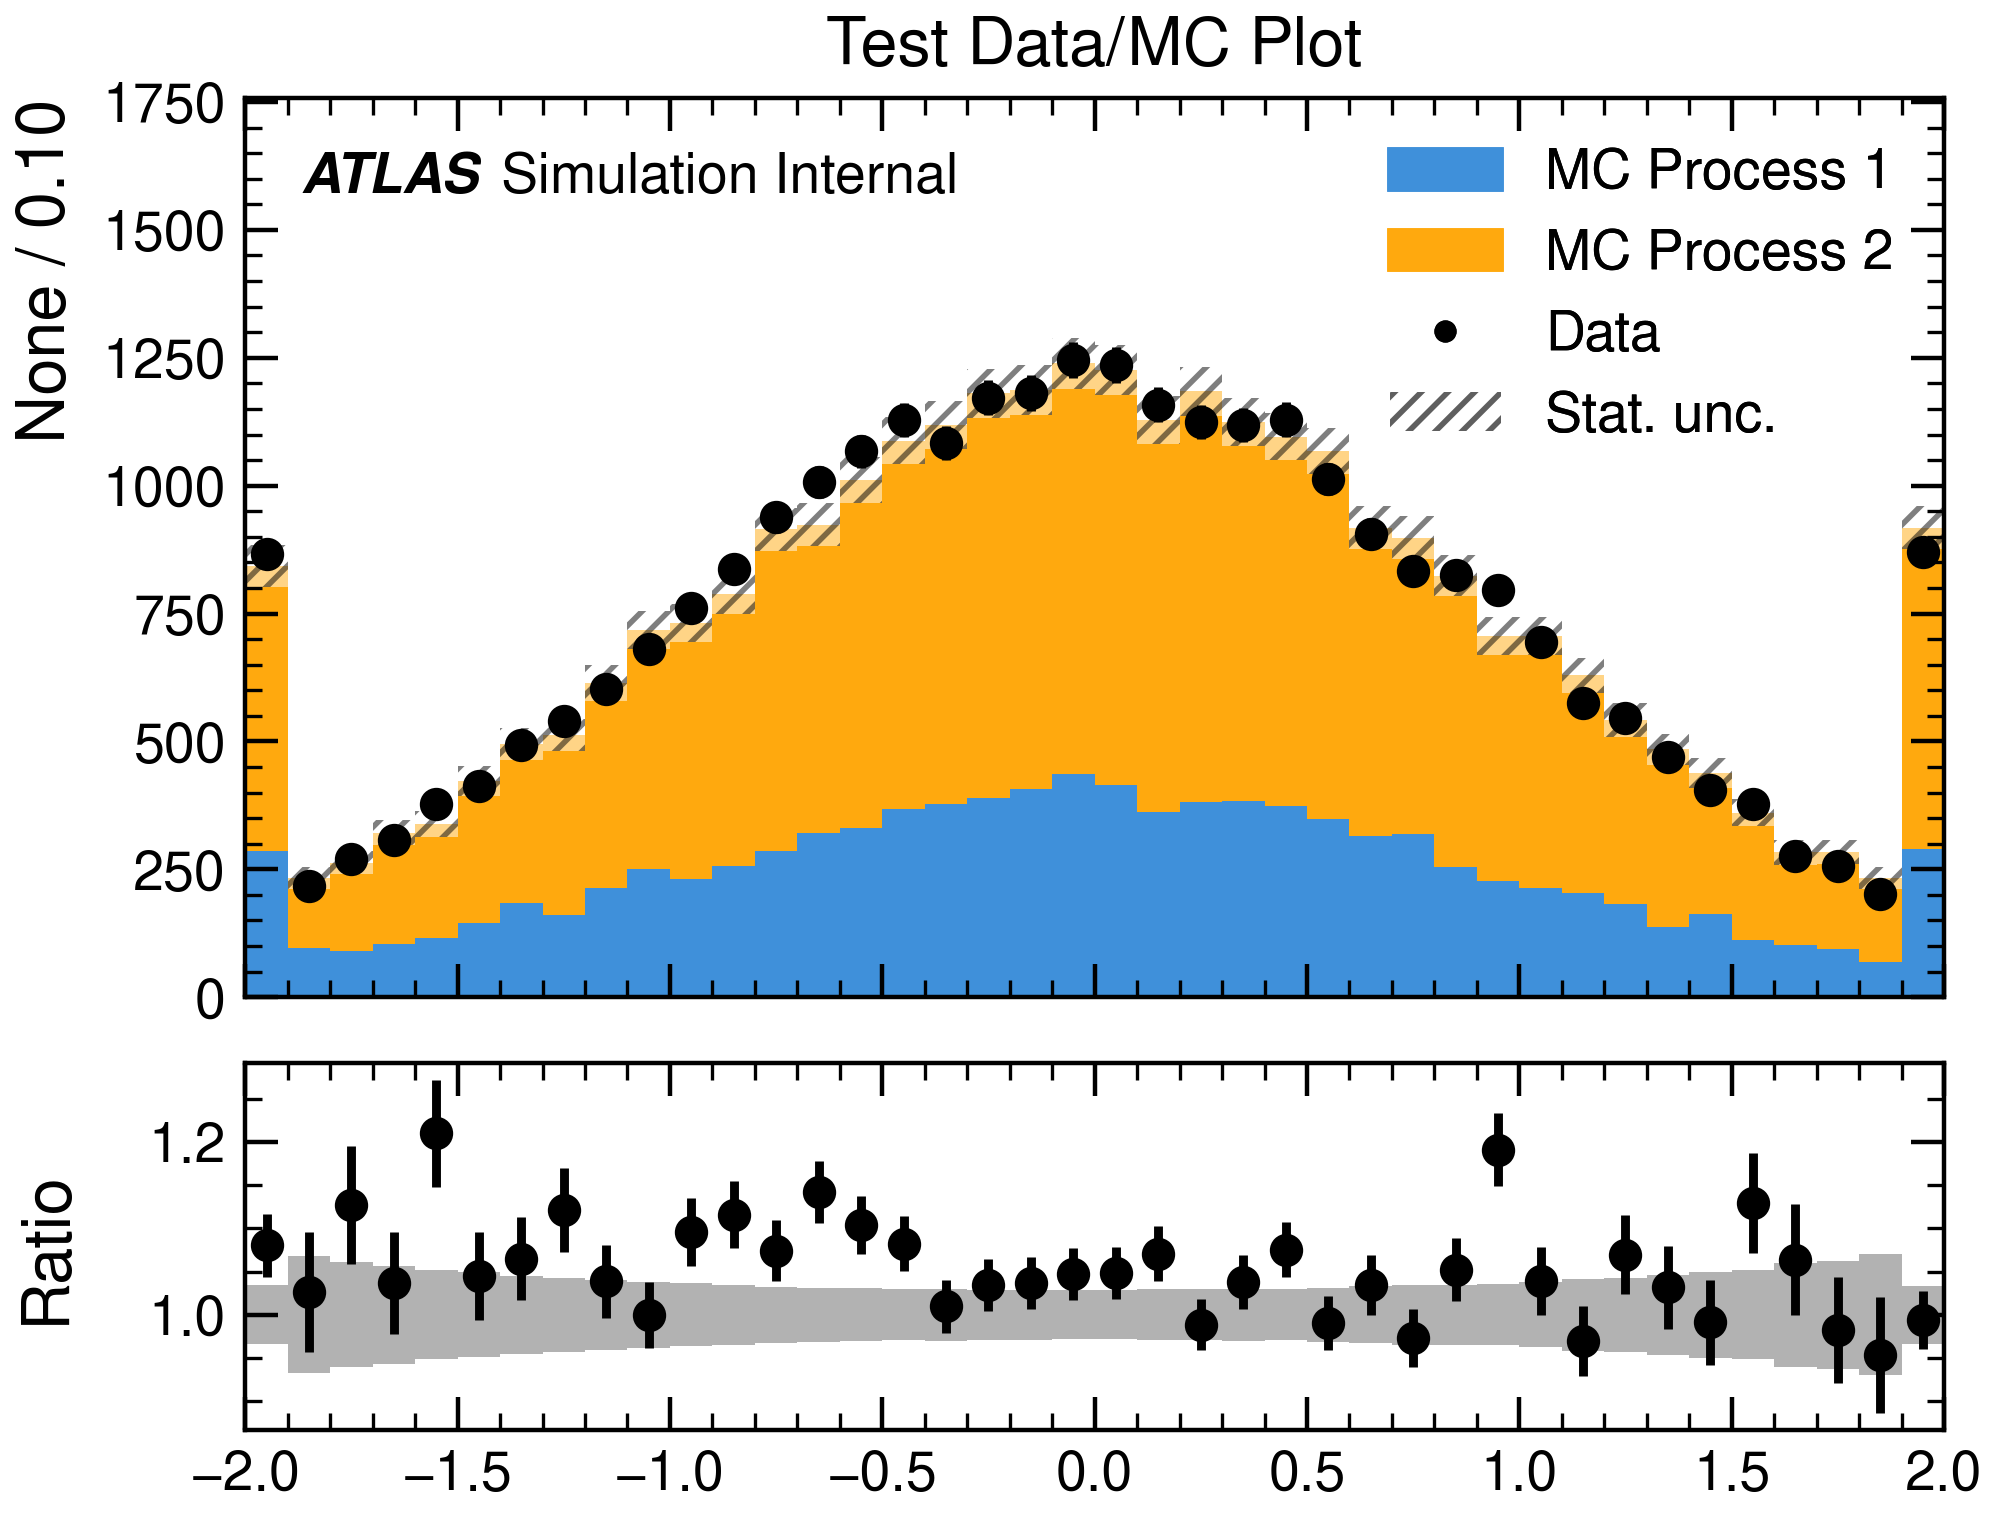 Test Data/MC Plot
None / 0.10
1750
1500
1250
1000
750
500
250
0
ATLAS Simulation Internal
MC Process 1
MC Process 2
Data
Stat. unc.
Ratio
1.2
1.0
−2.0 −1.5 −1.0 −0.5 0.0 0.5 1.0 1.5 2.0